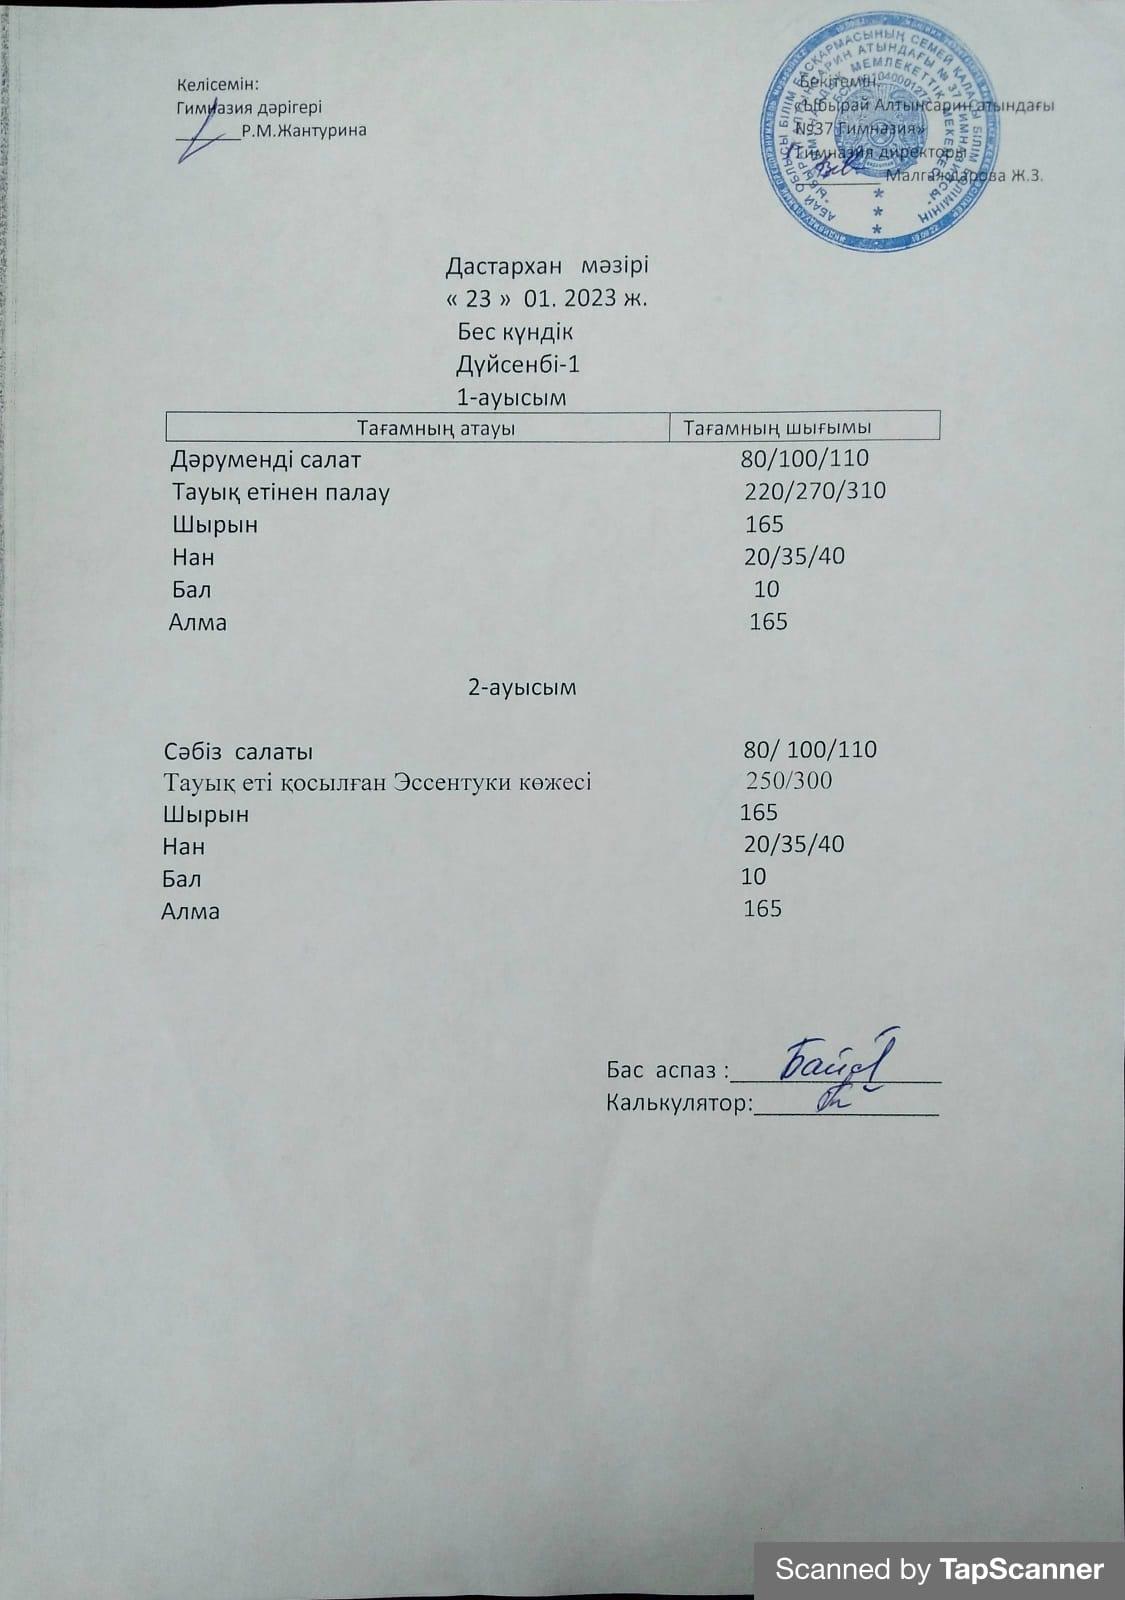 Келісемін:
Гимназия дәрігері
Р.М.Жантурина
Бекітемін:
«Ыбырай Алтынсарин атындағы
№37 Гимназия»
Гимназия директоры
Малгаждарова Ж.З.
Дастархан мәзірі
« 23 » 01. 2023 ж.
Бес күндік
Дүйсенбі-1
1-ауысым
Тағамның атауы Тағамның шығымы
Дәруменді салат 80/100/110
Тауық етінен палау 220/270/310
Шырын 165
Нан 20/35/40
Бал 10
Алма 165
2-ауысым
Сәбіз салаты 80/ 100/110
Тауық еті қосылған Эссентуки көжесі 250/300
Шырын 165
Нан 20/35/40
Бал 10
Алма 165
Бас аспаз :
Калькулятор:
Scanned by TapScanner